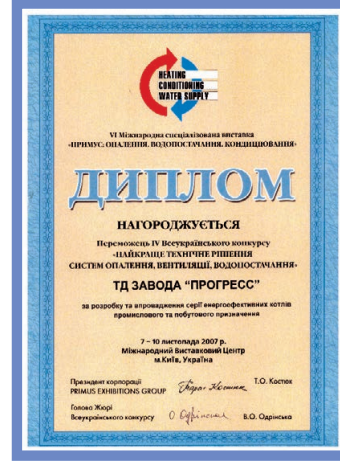 HEATING
CONDITIONING
WATER SUPPLY
VI Міжнародна спеціалізована виставка
«ПРИМУС: ОПАЛЕННЯ. ВОДОПОСТАЧАННЯ. КОНДИЦІЮВАННЯ»
ДИПЛОМ
НАГОРОДЖУЄТЬСЯ
Переможець IV Всеукраїнського конкурсу
«НАЙКРАЩЕ ТЕХНІЧНЕ РІШЕННЯ
СИСТЕМ ОПАЛЕННЯ, ВЕНТИЛЯЦІЇ, ВОДОПОСТАЧАННЯ»
ТД ЗАВОДА "ПРОГРЕСС"
за розробку та впровадження серії енергоефективних котлів
промислового та побутового призначення
7 – 10 листопада 2007 р.
Міжнародний Виставковий Центр
м.Київ, Україна
Президент корпорації
PRIMUS EXHIBITIONS GROUP Т.О. Костюк
Голова Жюрі
Всеукраїнського конкурсу В.О. Одрінська